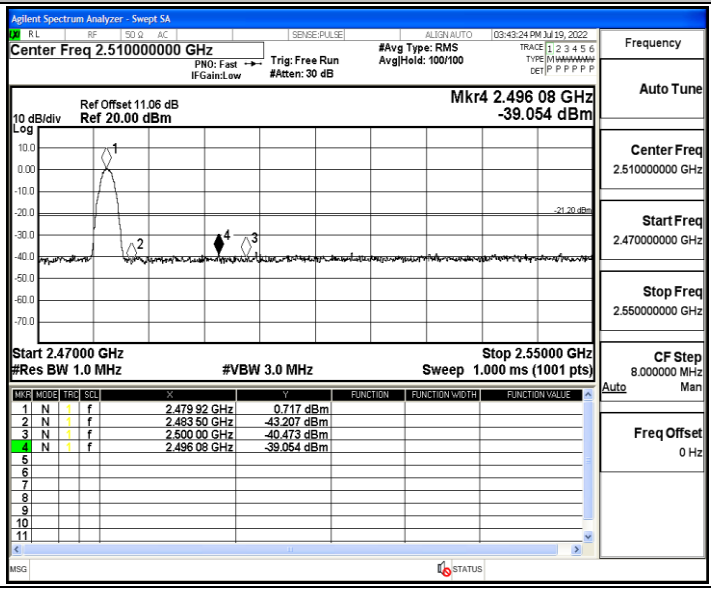 Agilent Spectrum Analyzer - Swept SA
LXI RL RF 50 Ω AC SENSE:PULSE ALIGN AUTO 03:43:24 PM Jul 19, 2022
Center Freq 2.510000000 GHz
PNO: Fast
IFGain:Low
Trig: Free Run
#Atten: 30 dB
#Avg Type: RMS
Avg|Hold: 100/100
TRACE 1 2 3 4 5 6
TYPE MWWWWW
DET P P P P P P
Frequency
Auto Tune
Center Freq
2.510000000 GHz
Start Freq
2.470000000 GHz
Stop Freq
2.550000000 GHz
CF Step
8.000000 MHz
Auto Man
Freq Offset
0 Hz
Mkr4 2.496 08 GHz
-39.054 dBm
Ref Offset 11.06 dB
10 dB/div Ref 20.00 dBm
Log
10.0
0.00
-10.0
-20.0
-30.0
-40.0
-50.0
-60.0
-70.0
1
2
4
3
-21.20 dBm
Start 2.47000 GHz Stop 2.55000 GHz
#Res BW 1.0 MHz #VBW 3.0 MHz Sweep 1.000 ms (1001 pts)
MKR MODE TRC SCL X Y FUNCTION FUNCTION WIDTH FUNCTION VALUE
1 N 1 f 2.479 92 GHz 0.717 dBm
2 N 1 f 2.483 50 GHz -43.207 dBm
3 N 1 f 2.500 00 GHz -40.473 dBm
4 N 1 f 2.496 08 GHz -39.054 dBm
5
6
7
8
9
10
11
MSG STATUS